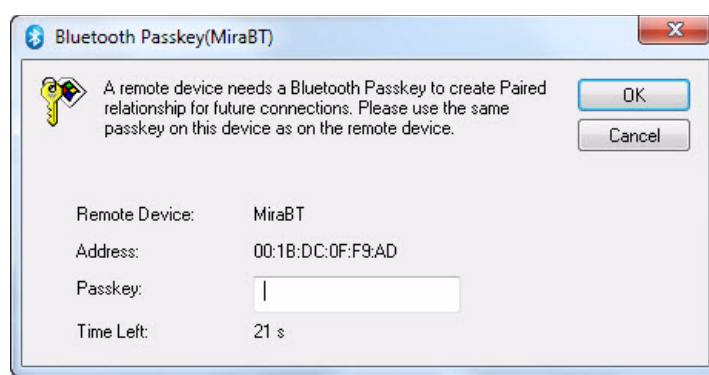 Bluetooth Passkey(MiraBT)
A remote device needs a Bluetooth Passkey to create Paired
relationship for future connections. Please use the same
passkey on this device as on the remote device.
OK
Cancel
Remote Device: MiraBT
Address: 00:1B:DC:0F:F9:AD
Passkey:
Time Left: 21 s